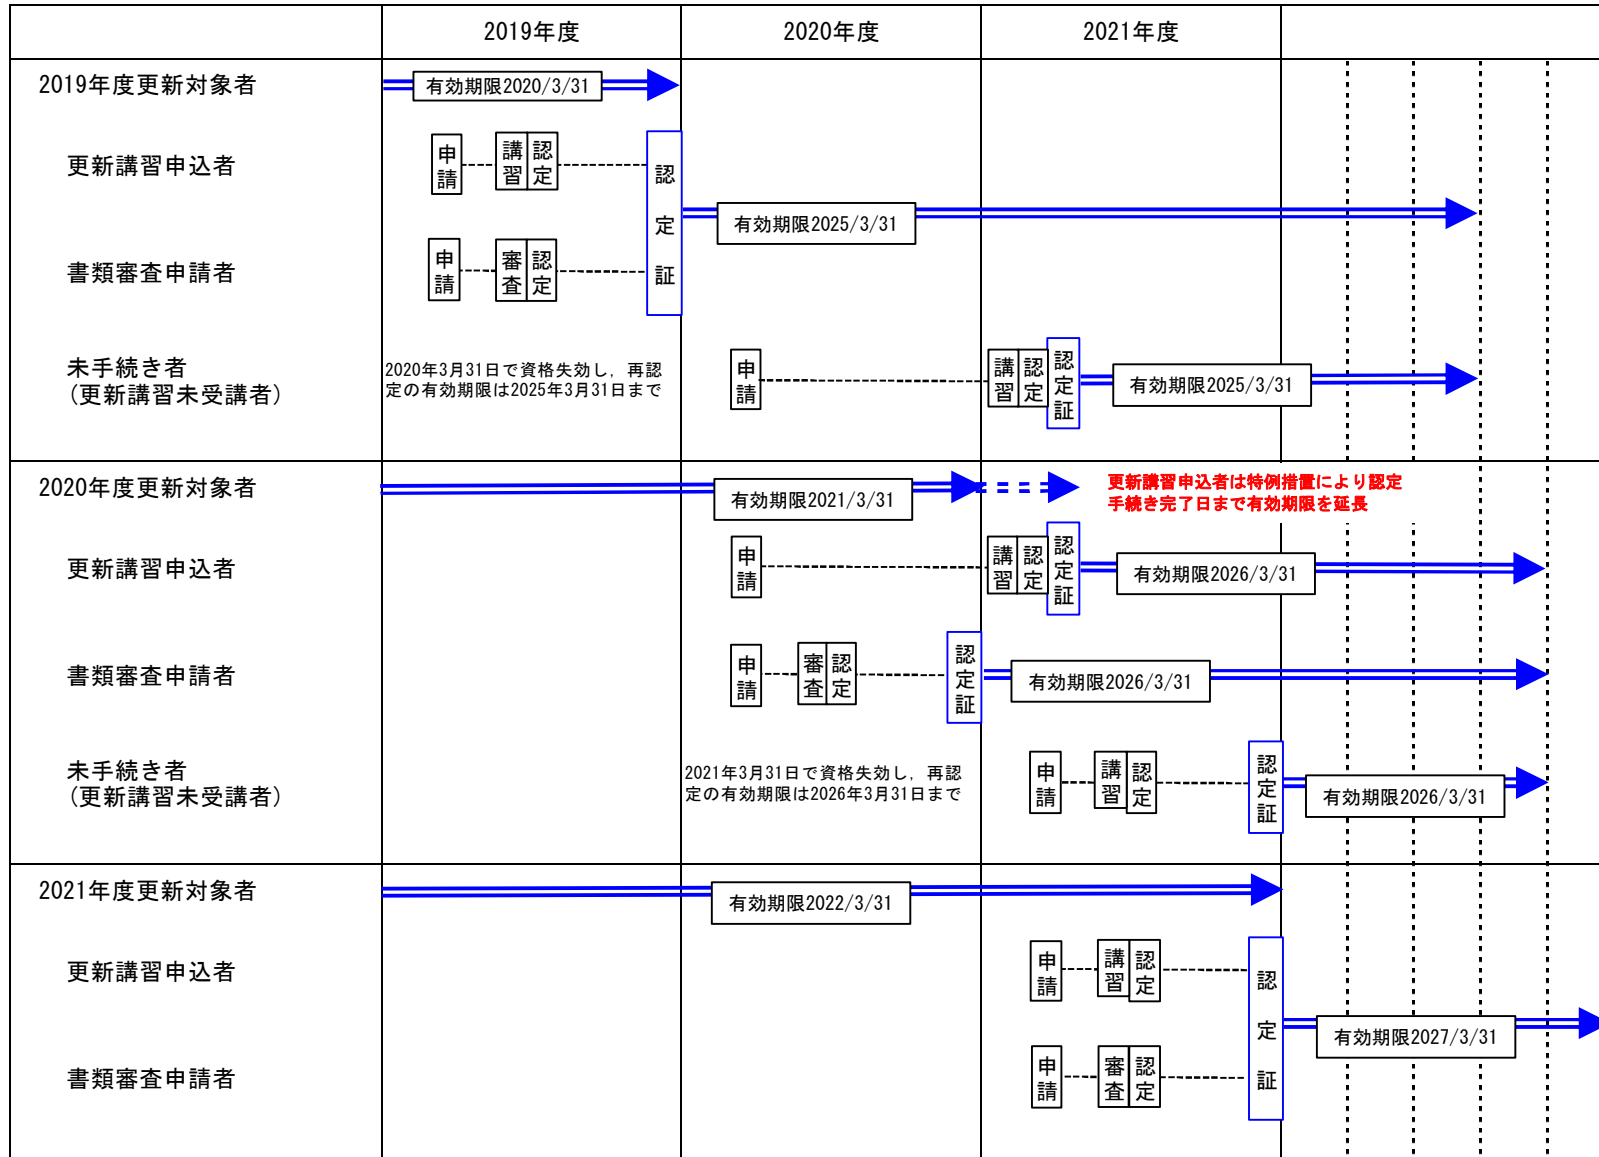 2019年度
2020年度
2021年度
2019年度更新対象者
有効期限2020/3/31
更新講習申込者
申請
講習
認定
認定証
有効期限2025/3/31
書類審査申請者
申請
審査
認定
未手続き者
(更新講習未受講者)
2020年3月31日で資格失効し, 再認
定の有効期限は2025年3月31日まで
申請
講習
認定
認定証
有効期限2025/3/31
2020年度更新対象者
有効期限2021/3/31
更新講習申込者は特例措置により認定
手続き完了日まで有効期限を延長
更新講習申込者
申請
講習
認定
認定証
有効期限2026/3/31
書類審査申請者
申請
審査
認定
認定証
有効期限2026/3/31
未手続き者
(更新講習未受講者)
2021年3月31日で資格失効し, 再認
定の有効期限は2026年3月31日まで
申請
講習
認定
認定証
有効期限2026/3/31
2021年度更新対象者
有効期限2022/3/31
更新講習申込者
申請
講習
認定
認定証
有効期限2027/3/31
書類審査申請者
申請
審査
認定